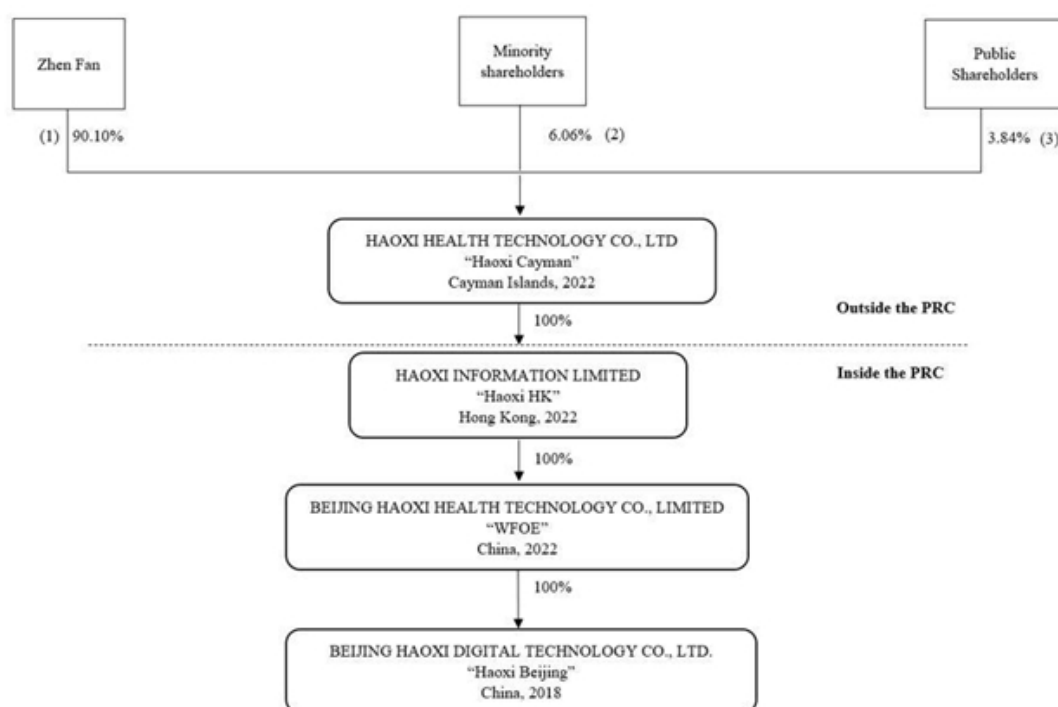 Zhen Fan
Minority
shareholders
Public
Shareholders
(1) 90.10%
6.06% (2)
3.84% (3)
HAOXI HEALTH TECHNOLOGY CO., LTD
“Haoxi Cayman”
Cayman Islands, 2022
100%
Outside the PRC
Inside the PRC
HAOXI INFORMATION LIMITED
“Haoxi HK”
Hong Kong, 2022
100%
BEIJING HAOXI HEALTH TECHNOLOGY CO., LIMITED
“WFOE”
China, 2022
100%
BEIJING HAOXI DIGITAL TECHNOLOGY CO., LTD.
“Haoxi Beijing”
China, 2018